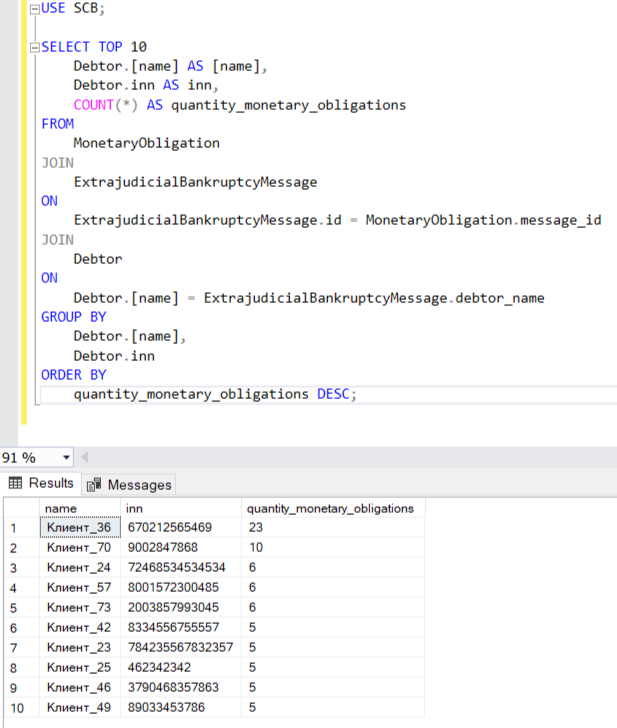 USE SCB;
SELECT TOP 10
Debtor.[name] AS [name],
Debtor.inn AS inn,
COUNT(*) AS quantity_monetary_obligations
FROM
MonetaryObligation
JOIN
ExtrajudicialBankruptcyMessage
ON
ExtrajudicialBankruptcyMessage.id = MonetaryObligation.message_id
JOIN
Debtor
ON
Debtor.[name] = ExtrajudicialBankruptcyMessage.debtor_name
GROUP BY
Debtor.[name],
Debtor.inn
ORDER BY
quantity_monetary_obligations DESC;
91 %
Results Messages
name inn quantity_monetary_obligations
1 Клиент_36 670212565469 23
2 Клиент_70 9002847868 10
3 Клиент_24 72468534534534 6
4 Клиент_57 8001572300485 6
5 Клиент_73 2003857993045 6
6 Клиент_42 8334556755557 5
7 Клиент_23 784235567832357 5
8 Клиент_25 462342342 5
9 Клиент_46 3790468357863 5
10 Клиент_49 89033453786 5